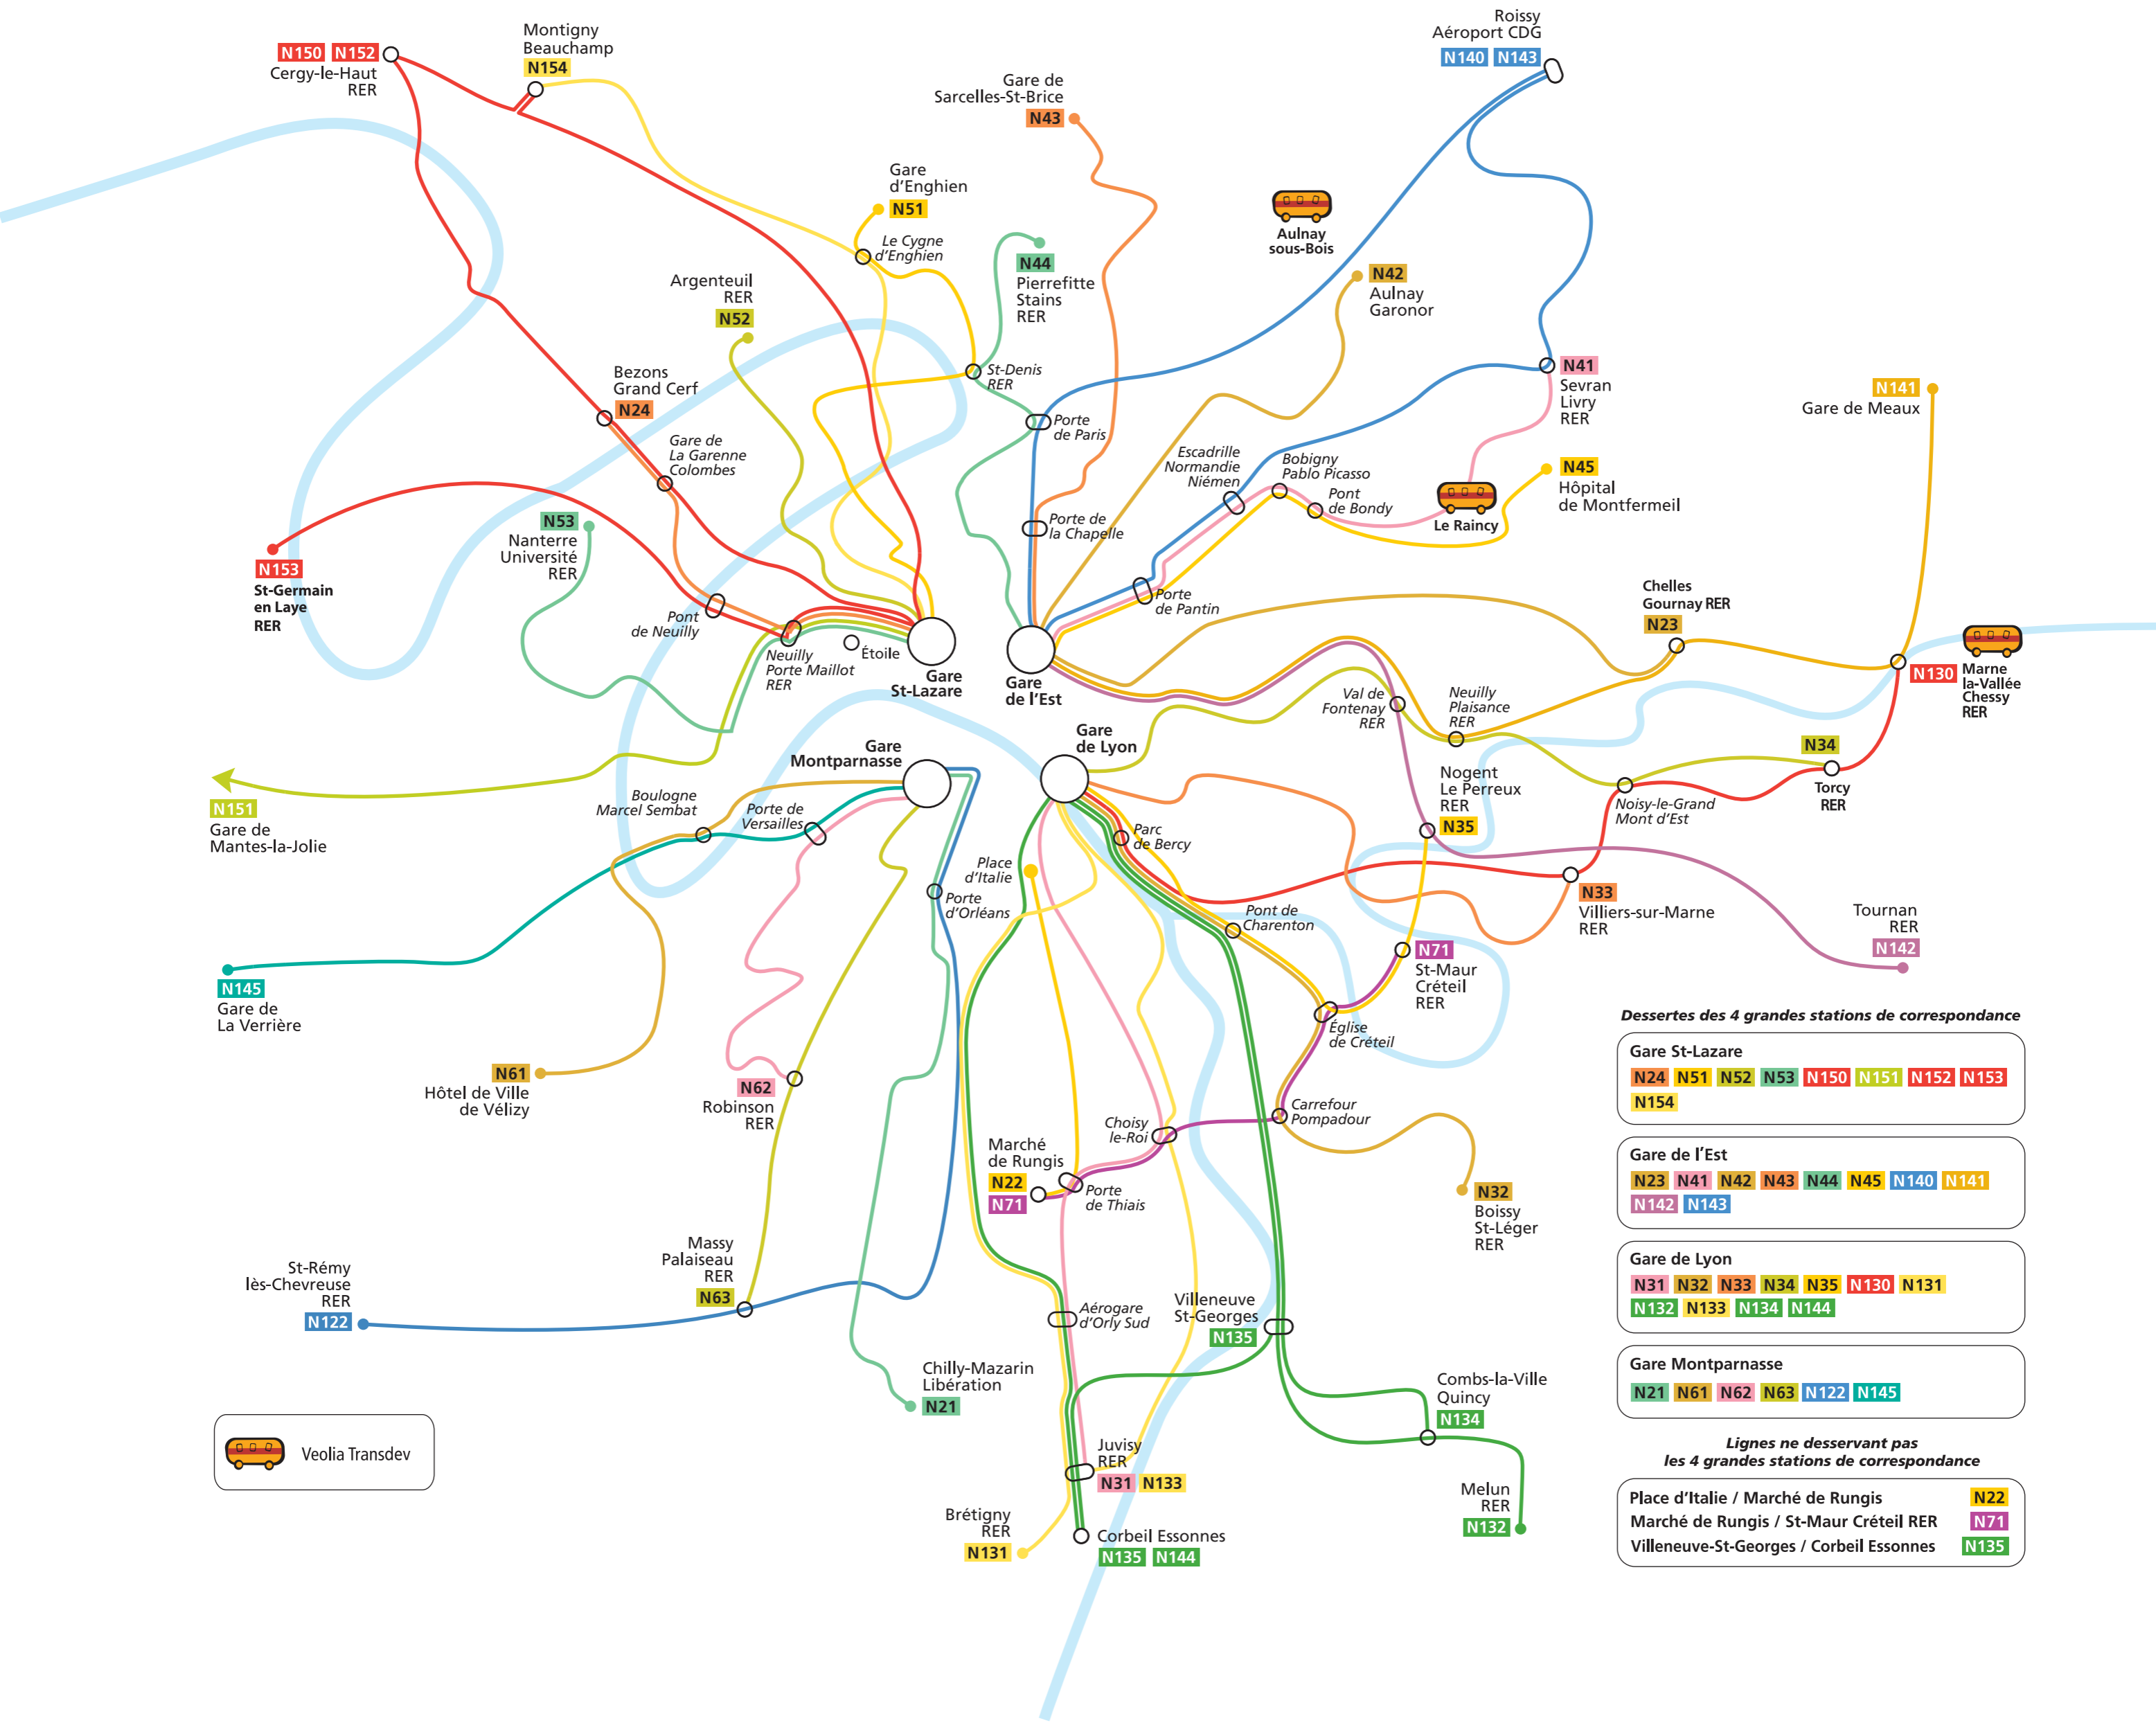 N150 N152
Cergy-le-Haut
RER
Montigny
Beauchamp
N154
Gare de
Sarcelles-St-Brice
N43
Roissy
Aéroport CDG
N140 N143
Gare
d'Enghien
N51
Le Cygne
d'Enghien
N44
Pierrefitte
Stains
RER
Aulnay
sous-Bois
N42
Aulnay
Garonor
Argenteuil
RER
N52
St-Denis
RER
Bezons
Grand Cerf
N24
Gare de
La Garenne
Colombes
Porte
de Paris
N41
Sevran
Livry
RER
N141
Gare de Meaux
Escadrille
Normandie
Niémen
Bobigny
Pablo Picasso
Pont
de Bondy
Le Raincy
N45
Hôpital
de Montfermeil
Porte de
la Chapelle
N53
Nanterre
Université
RER
N153
St-Germain
en Laye
RER
Pont
de Neuilly
Neuilly
Porte Maillot
RER
Étoile
Gare
St-Lazare
Gare
de l'Est
Porte
de Pantin
Chelles
Gournay RER
N23
N130
Marne
la-Vallée
Chessy
RER
Val de
Fontenay
RER
Neuilly
Plaisance
RER
N34
Torcy
RER
Noisy-le-Grand
Mont d'Est
Gare
Montparnasse
Gare
de Lyon
N151
Gare de
Mantes-la-Jolie
Boulogne
Marcel Sembat
Porte de
Versailles
Nogent
Le Perreux
RER
N35
Parc
de Bercy
Place
d'Italie
Porte
d'Orléans
Pont de
Charenton
N33
Villiers-sur-Marne
RER
Tournan
RER
N142
N71
St-Maur
Créteil
RER
N145
Gare de
La Verrière
Église
de Créteil
N61
Hôtel de Ville
de Vélizy
N62
Robinson
RER
Carrefour
Pompadour
Choisy
le-Roi
Marché
de Rungis
N22
N71
Porte
de Thiais
N32
Boissy
St-Léger
RER
St-Rémy
lès-Chevreuse
RER
N122
Massy
Palaiseau
RER
N63
Aérogare
d'Orly Sud
Villeneuve
St-Georges
N135
Chilly-Mazarin
Libération
N21
Combs-la-Ville
Quincy
N134
Juvisy
RER
N31 N133
Melun
RER
N132
Brétigny
RER
N131
Corbeil Essonnes
N135 N144
Veolia Transdev
Dessertes des 4 grandes stations de correspondance
Gare St-Lazare
N24 N51 N52 N53 N150 N151 N152 N153
N154
Gare de l'Est
N23 N41 N42 N43 N44 N45 N140 N141
N142 N143
Gare de Lyon
N31 N32 N33 N34 N35 N130 N131
N132 N133 N134 N144
Gare Montparnasse
N21 N61 N62 N63 N122 N145
Lignes ne desservant pas
les 4 grandes stations de correspondance
Place d'Italie / Marché de Rungis N22
Marché de Rungis / St-Maur Créteil RER N71
Villeneuve-St-Georges / Corbeil Essonnes N135